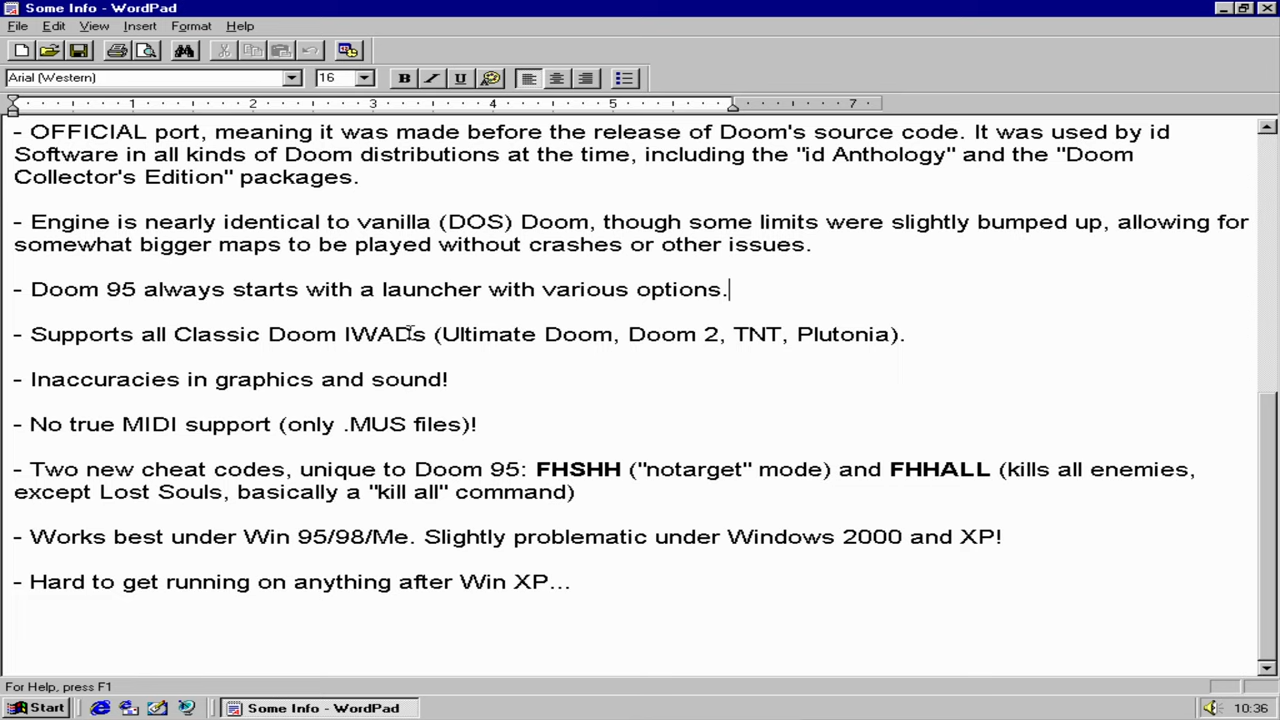 Some Info - WordPad
File Edit View Insert Format Help
Arial (Western) 16 B I U
1 2 3 4 5 7
- OFFICIAL port, meaning it was made before the release of Doom's source code. It was used by id
Software in all kinds of Doom distributions at the time, including the "id Anthology" and the "Doom
Collector's Edition" packages.
- Engine is nearly identical to vanilla (DOS) Doom, though some limits were slightly bumped up, allowing for
somewhat bigger maps to be played without crashes or other issues.
- Doom 95 always starts with a launcher with various options.
- Supports all Classic Doom IWADs (Ultimate Doom, Doom 2, TNT, Plutonia).
- Inaccuracies in graphics and sound!
- No true MIDI support (only .MUS files)!
- Two new cheat codes, unique to Doom 95: FHSHH ("notarget" mode) and FHHALL (kills all enemies,
except Lost Souls, basically a "kill all" command)
- Works best under Win 95/98/Me. Slightly problematic under Windows 2000 and XP!
- Hard to get running on anything after Win XP...
For Help, press F1
Start Some Info - WordPad 10:36